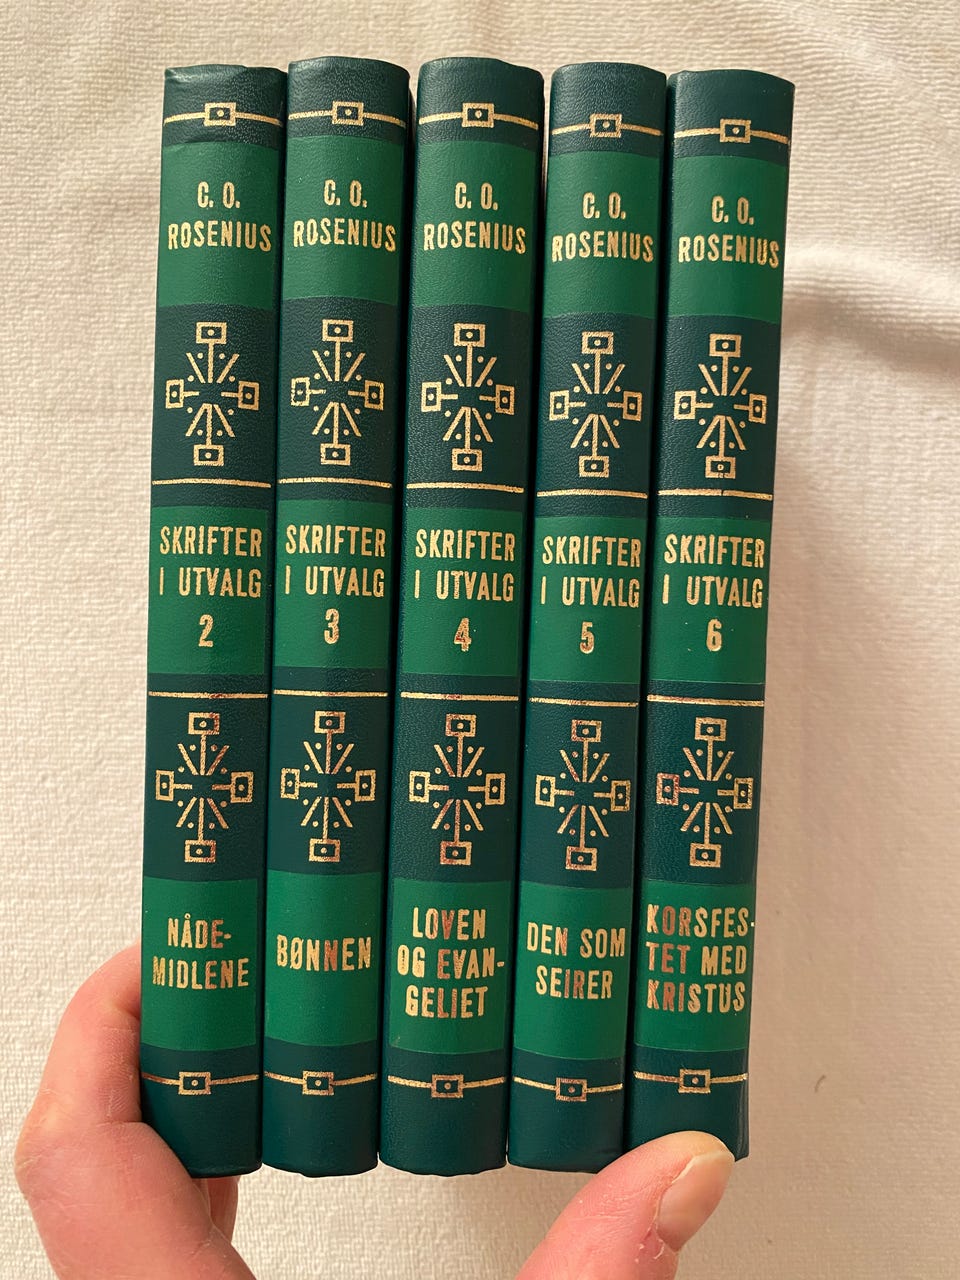 C. O.
ROSENIUS
SKRIFTER
I UTVALG
2
NÅDE-
MIDLENE
C. O.
ROSENIUS
SKRIFTER
I UTVALG
3
BØNNEN
C. O.
ROSENIUS
SKRIFTER
I UTVALG
4
LOVEN
OG EVAN-
GELIET
C. O.
ROSENIUS
SKRIFTER
I UTVALG
5
DEN SOM
SEIRER
C. O.
ROSENIUS
SKRIFTER
I UTVALG
6
KORSFES-
TET MED
KRISTUS